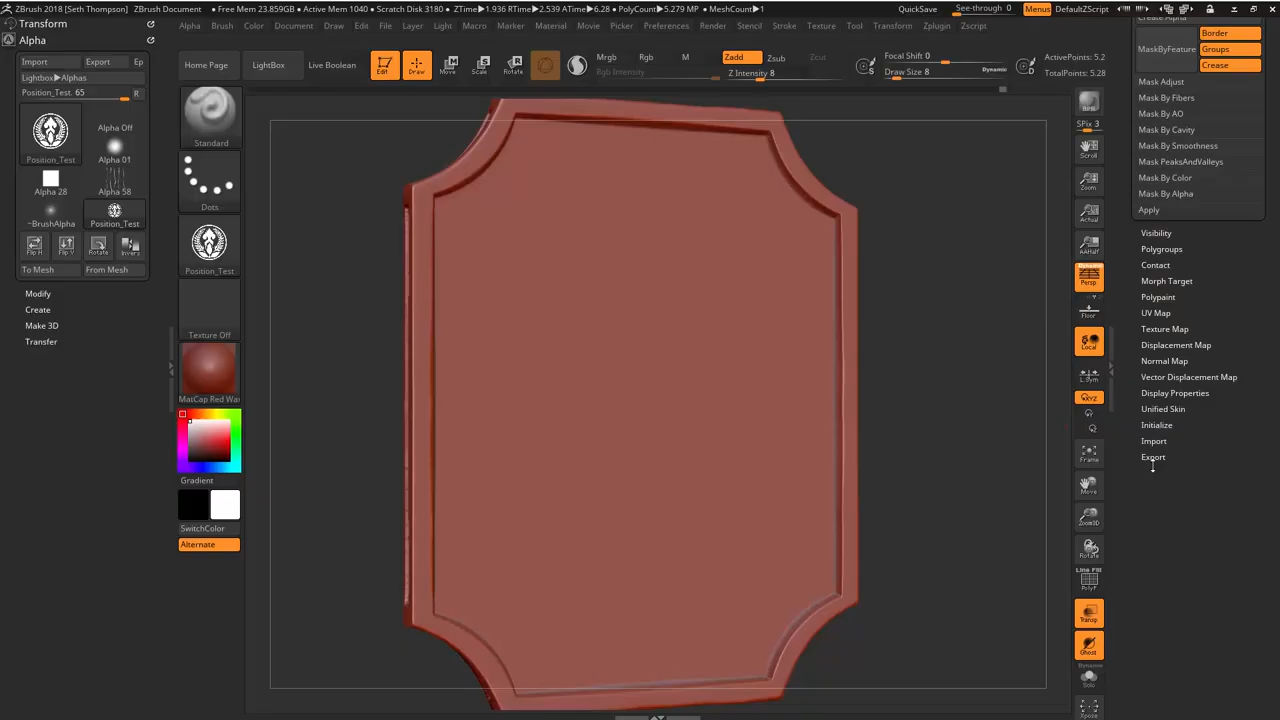 ZBrush 2018 [Seth Thompson] ZBrush Document • Free Mem 23.859GB • Active Mem 1040 • Scratch Disk 3180 • ZTime▶1.936 RTime▶2.539 ATime▶6.28 • PolyCount▶5.279 MP • MeshCount▶1 QuickSave See-through 0 Menus DefaultZScript
Transform
Alpha Brush Color Document Draw Edit File Layer Light Macro Marker Material Movie Picker Preferences Render Stencil Stroke Texture Tool Transform Zplugin Zscript
Alpha
Import Export Ep
Lightbox▶Alphas
Position_Test. 65 R
Position_Test
Alpha Off
Alpha 01
Alpha 28
Alpha 58
~BrushAlpha
Position_Test
Flip H Flip V Rotate Invers
To Mesh From Mesh
Modify
Create
Make 3D
Transfer
Home Page LightBox Live Boolean
Edit Draw Move Scale Rotate
Mrgb Rgb M
Rgb Intensity
Zadd Zsub
Z Intensity 8
Focal Shift 0
Draw Size 8 Dynamic
S
D
ActivePoints: 5.2
TotalPoints: 5.28
Standard
Dots
Position_Test
Texture Off
MatCap Red Wa
Gradient
SwitchColor
Alternate
BPR
SPix 3
Scroll
Zoom
Actual
AAHalf
Dynamic
Persp
Floor
Local
L.Sym
XYZ
Frame
Move
Zoom3D
Rotate
Line Fill
PolyF
Transp
Ghost
Dynamic
Solo
Xpose
Create Alpha
MaskByFeature
Border
Groups
Crease
Mask Adjust
Mask By Fibers
Mask By AO
Mask By Cavity
Mask By Smoothness
Mask PeaksAndValleys
Mask By Color
Mask By Alpha
Apply
Visibility
Polygroups
Contact
Morph Target
Polypaint
UV Map
Texture Map
Displacement Map
Normal Map
Vector Displacement Map
Display Properties
Unified Skin
Initialize
Import
Export